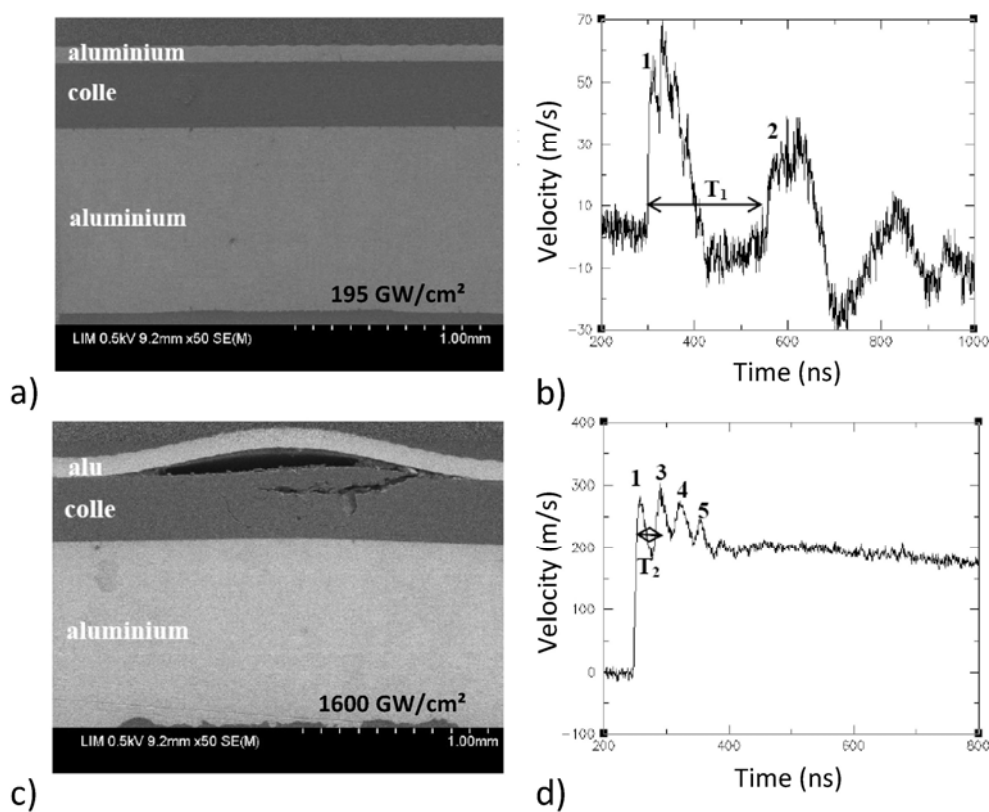 aluminium
colle
aluminium
195 GW/cm²
LIM 0.5kV 9.2mm x50 SE(M)
1.00mm
a)
70
50
30
10
-10
-30
Velocity (m/s)
1
2
T₁
200
400
600
800
1000
Time (ns)
b)
alu
colle
aluminium
1600 GW/cm²
LIM 0.5kV 9.2mm x50 SE(M)
1.00mm
c)
400
300
200
100
0
-100
Velocity (m/s)
1
3
4
5
T₂
200
400
600
800
Time (ns)
d)